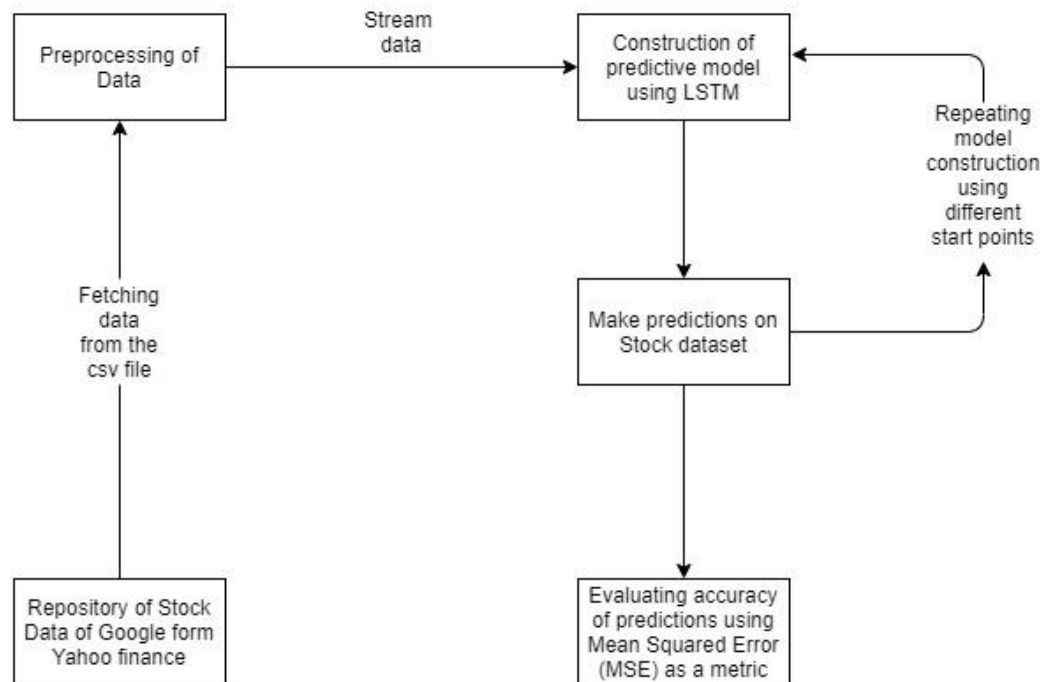 Preprocessing of
Data
Stream
data
Construction of
predictive model
using LSTM
Repeating
model
construction
using
different
start points
Fetching
data
from the
csv file
Make predictions on
Stock dataset
Repository of Stock
Data of Google form
Yahoo finance
Evaluating accuracy
of predictions using
Mean Squared Error
(MSE) as a metric